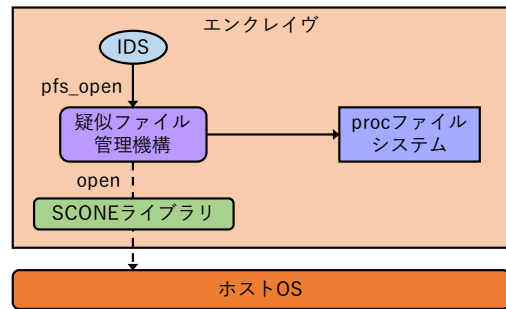 エンクレイヴ
IDS
pfs_open
疑似ファイル
管理機構
procファイル
システム
open
SCONEライブラリ
ホストOS